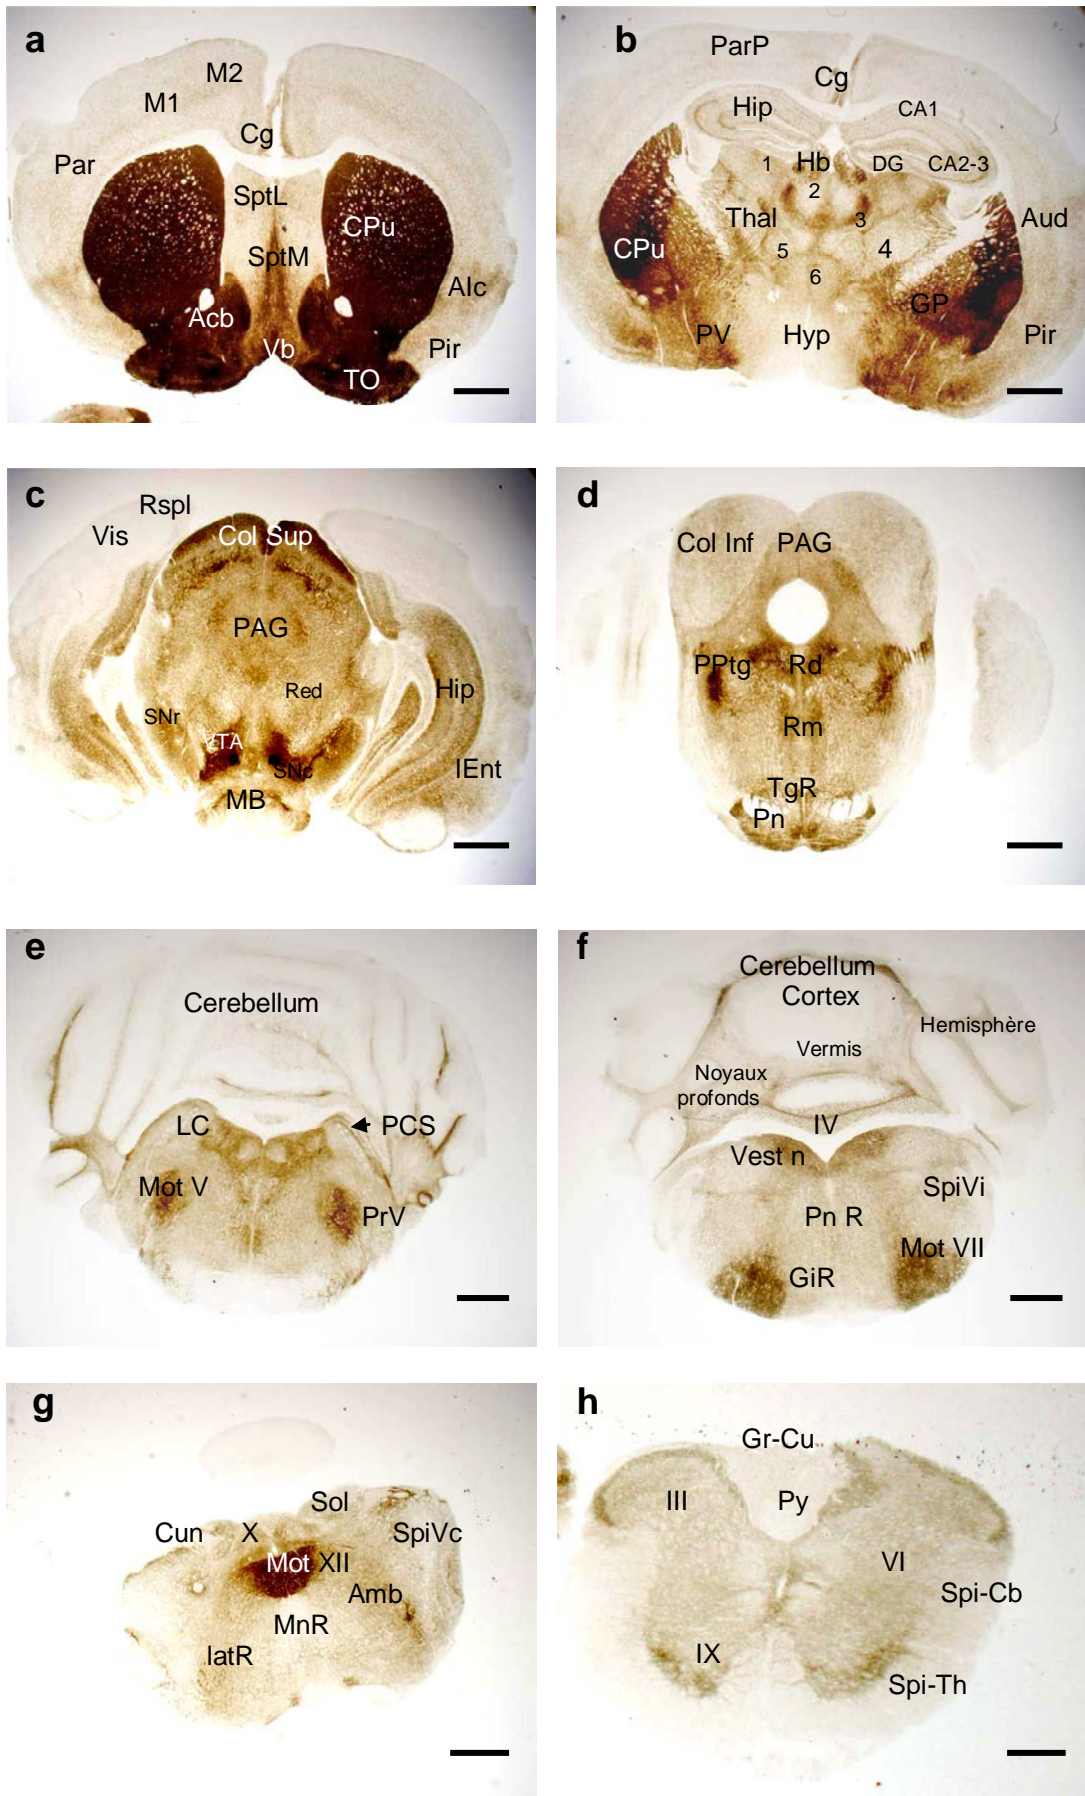 a
M2
M1
Cg
Par
SptL
CPu
SptM
AIc
Acb
Vb
Pir
TO
b
ParP
Cg
Hip
CA1
1
Hb
DG
CA2-3
2
Thal
3
Aud
CPu
5
4
6
GP
PV
Hyp
Pir
c
Rspl
Vis
Col Sup
PAG
Red
Hip
SNr
VTA
SNc
IEnt
MB
d
Col Inf
PAG
PPtg
Rd
Rm
TgR
Pn
e
Cerebellum
LC
PCS
Mot V
PrV
f
Cerebellum
Cortex
Hemisphère
Vermis
Noyaux
profonds
IV
Vest n
SpiVi
Pn R
Mot VII
GiR
g
Sol
Cun
X
SpiVc
Mot XII
Amb
MnR
latR
h
Gr-Cu
III
Py
VI
Spi-Cb
IX
Spi-Th